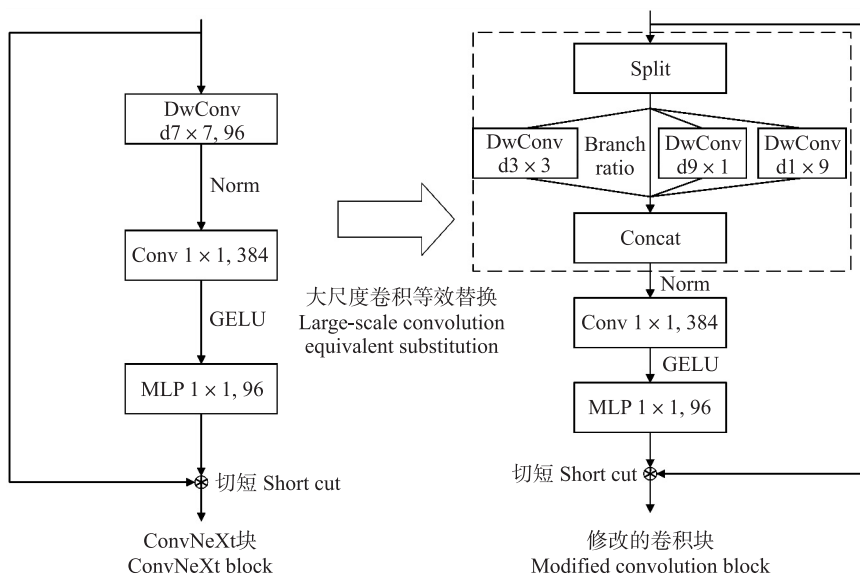 DwConv
d7 × 7, 96
Norm
Conv 1 × 1, 384
GELU
MLP 1 × 1, 96
切短 Short cut
ConvNeXt块
ConvNeXt block
大尺度卷积等效替换
Large-scale convolution
equivalent substitution
Split
DwConv
d3 × 3
Branch
ratio
DwConv
d9 × 1
DwConv
d1 × 9
Concat
Norm
Conv 1 × 1, 384
GELU
MLP 1 × 1, 96
切短 Short cut
修改的卷积块
Modified convolution block